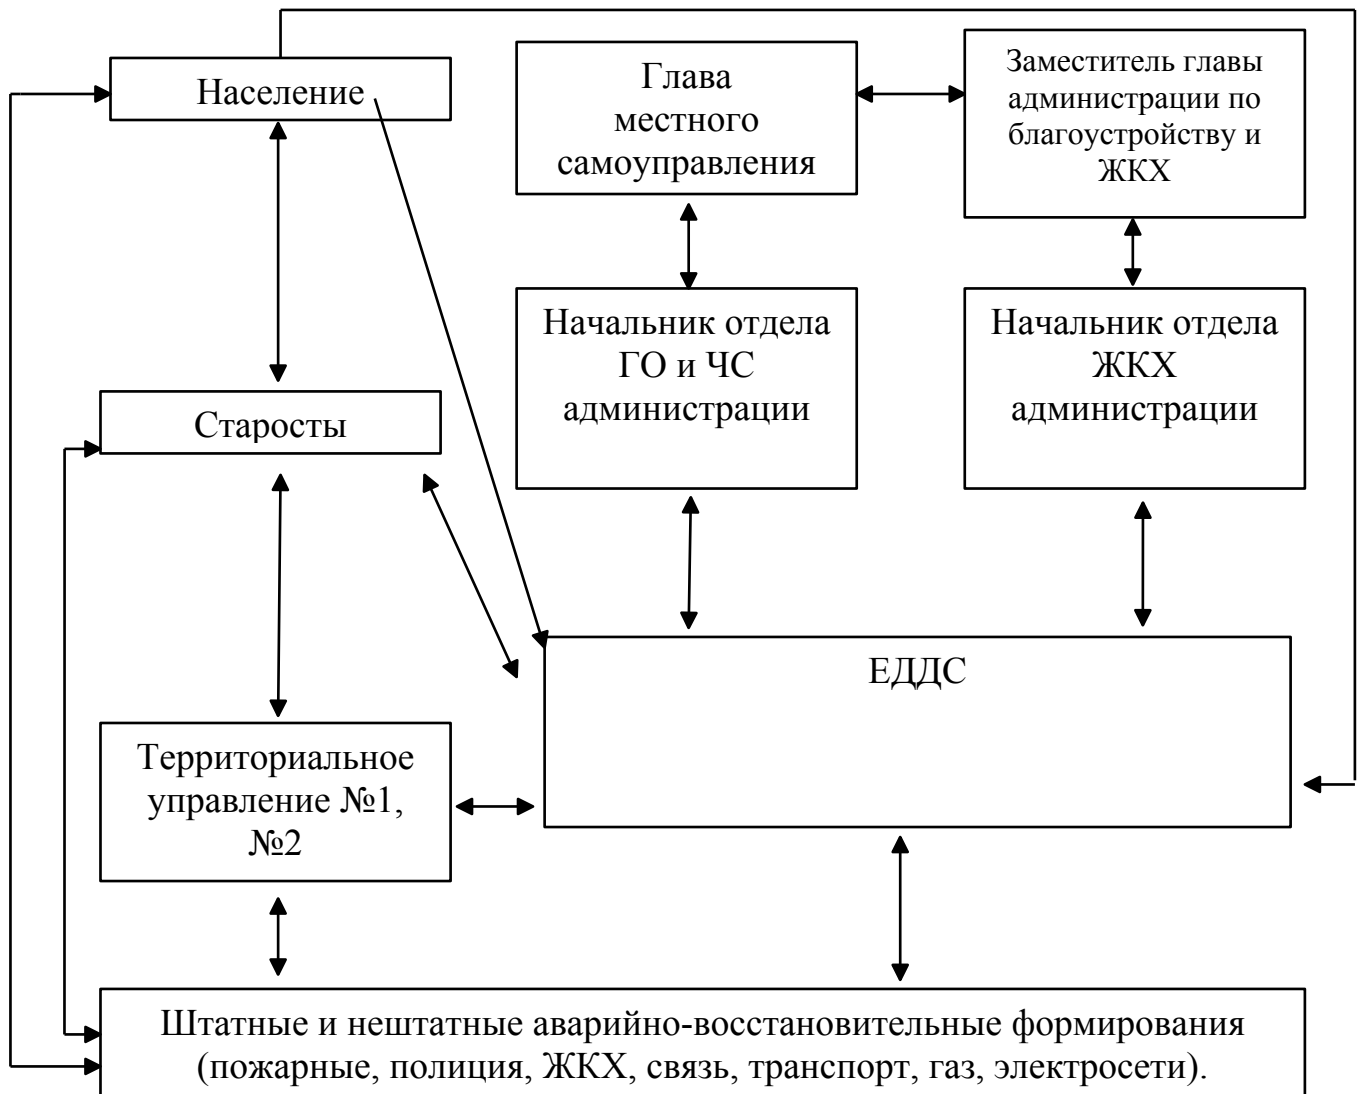 Население
Глава
местного
самоуправления
Заместитель главы
администрации по
благоустройству и
ЖКХ
Начальник отдела
ГО и ЧС
администрации
Начальник отдела
ЖКХ
администрации
Старосты
ЕДДС
Территориальное
управление №1,
№2
Штатные и нештатные аварийно-восстановительные формирования
(пожарные, полиция, ЖКХ, связь, транспорт, газ, электросети).